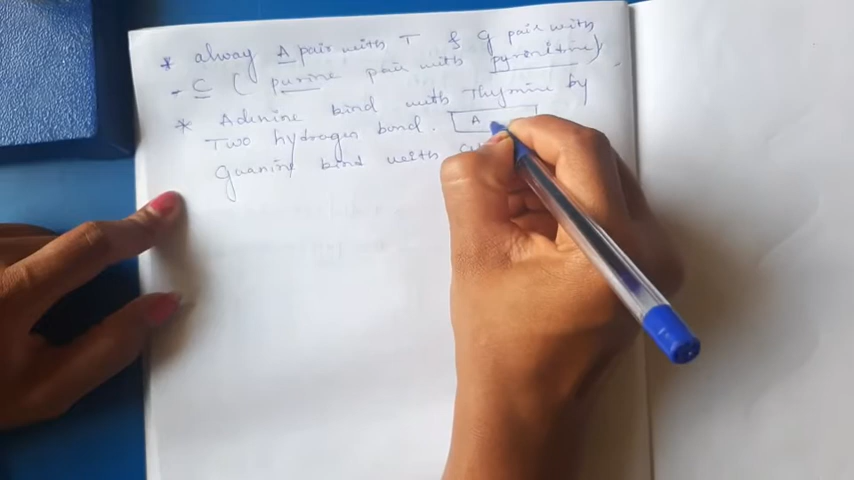 * alway A pair with T & G pair with
- C ( purine pair with pyremitine)
* Adenine bind with Thymine by
Two hydrogen bond. A
guanine bind with